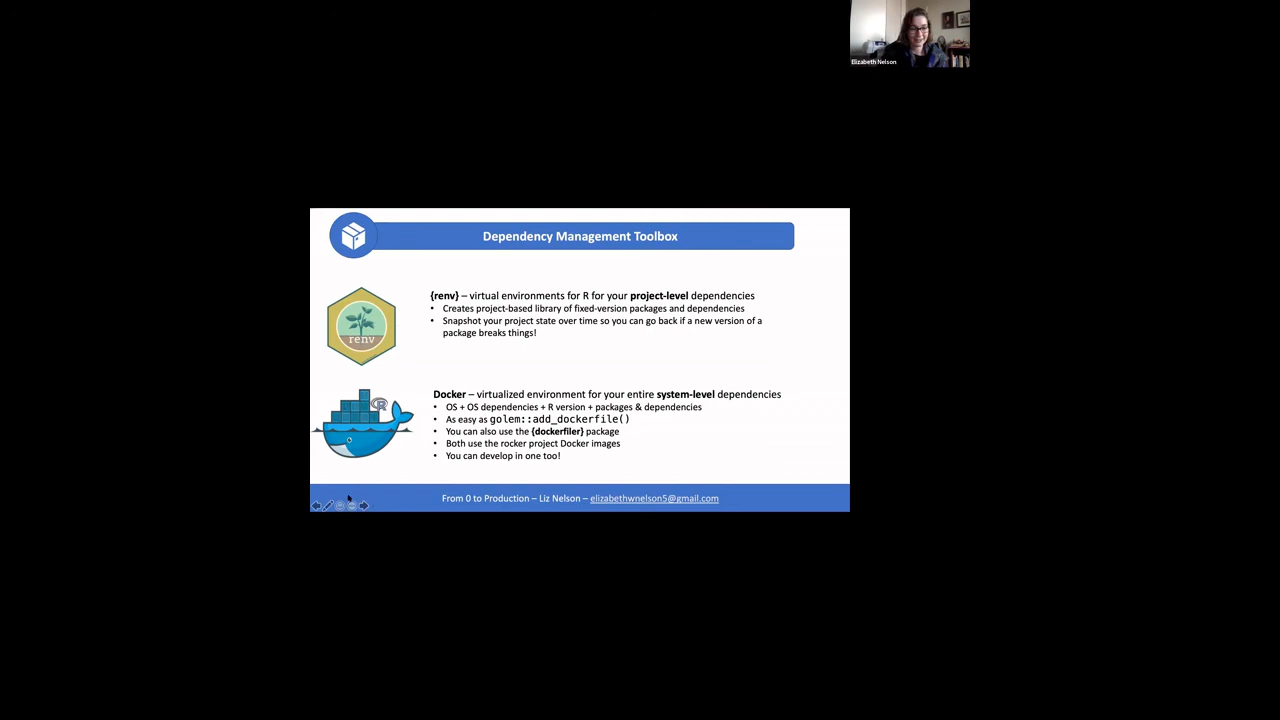 Elizabeth Nelson
Dependency Management Toolbox
{renv} – virtual environments for R for your project-level dependencies
• Creates project-based library of fixed-version packages and dependencies
• Snapshot your project state over time so you can go back if a new version of a
package breaks things!
renv
Docker – virtualized environment for your entire system-level dependencies
• OS + OS dependencies + R version + packages & dependencies
• As easy as golem::add_dockerfile()
• You can also use the {dockerfiler} package
• Both use the rocker project Docker images
• You can develop in one too!
R
From 0 to Production – Liz Nelson – elizabethwnelson5@gmail.com